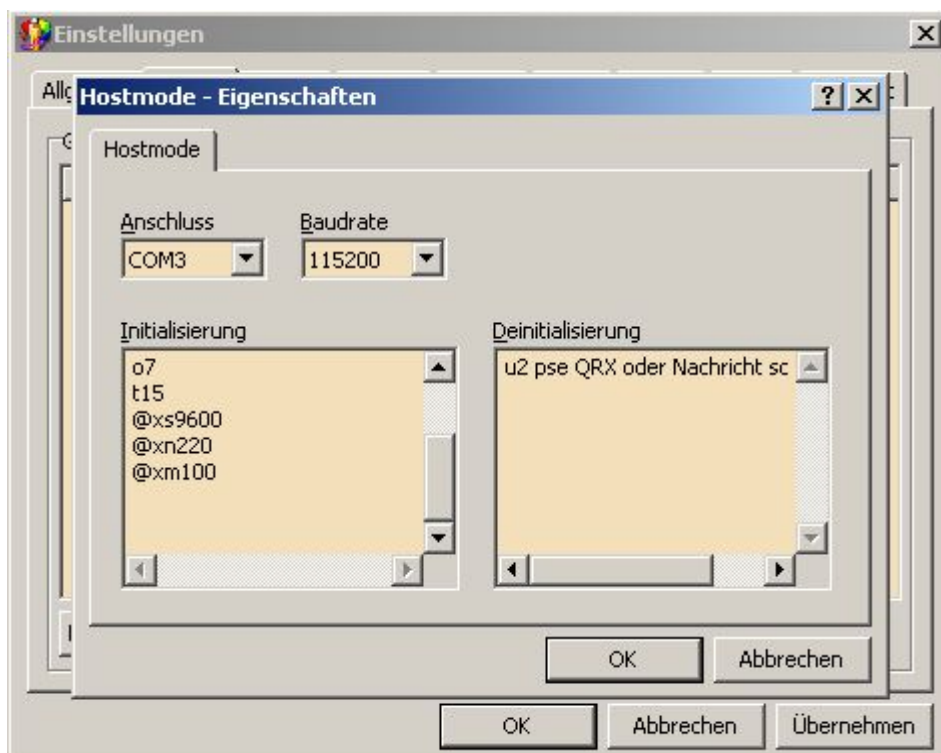 Einstellungen
Hostmode - Eigenschaften
Hostmode
Anschluss
Baudrate
COM3
115200
Initialisierung
Deinitialisierung
o7
t15
@xs9600
@xn220
@xm100
u2 pse QRX oder Nachricht sc
OK
Abbrechen
OK
Abbrechen
Übernehmen